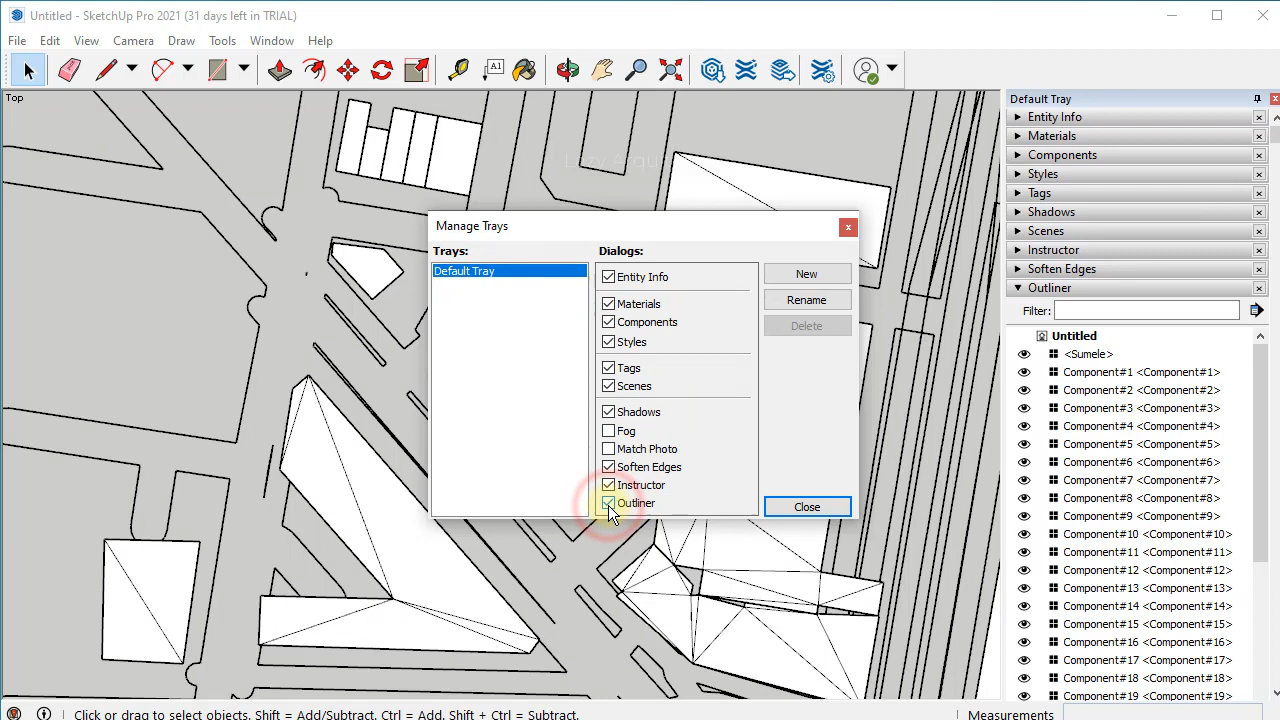 Untitled - SketchUp Pro 2021 (31 days left in TRIAL)
File Edit View Camera Draw Tools Window Help
A1
Top
Default Tray
Entity Info
Materials
Components
Styles
Tags
Shadows
Scenes
Instructor
Soften Edges
Outliner
Filter:
Untitled
<Sumele>
Component#1 <Component#1>
Component#2 <Component#2>
Component#3 <Component#3>
Component#4 <Component#4>
Component#5 <Component#5>
Component#6 <Component#6>
Component#7 <Component#7>
Component#8 <Component#8>
Component#9 <Component#9>
Component#10 <Component#10>
Component#11 <Component#11>
Component#12 <Component#12>
Component#13 <Component#13>
Component#14 <Component#14>
Component#15 <Component#15>
Component#16 <Component#16>
Component#17 <Component#17>
Component#18 <Component#18>
Component#19 <Component#19>
Manage Trays
Trays:
Default Tray
Dialogs:
Entity Info
Materials
Components
Styles
Tags
Scenes
Shadows
Fog
Match Photo
Soften Edges
Instructor
Outliner
New
Rename
Delete
Close
Click or drag to select objects. Shift = Add/Subtract. Ctrl = Add. Shift + Ctrl = Subtract.
Measurements